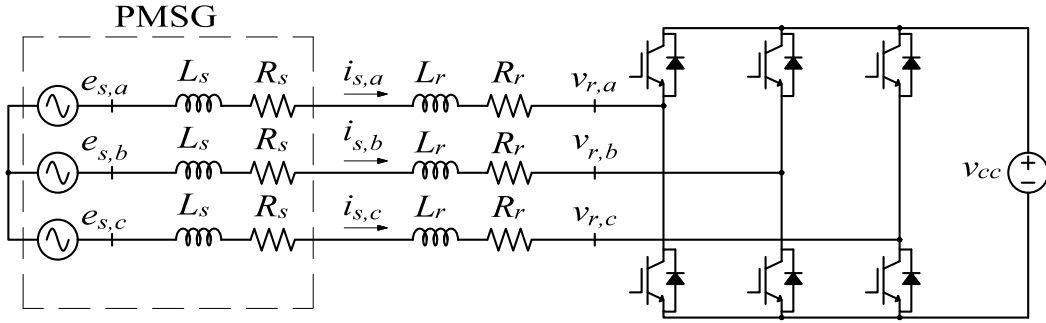 PMSG
e_{s,a} L_s R_s i_{s,a} L_r R_r v_{r,a}
e_{s,b} L_s R_s i_{s,b} L_r R_r v_{r,b} v_{cc}
e_{s,c} L_s R_s i_{s,c} L_r R_r v_{r,c}